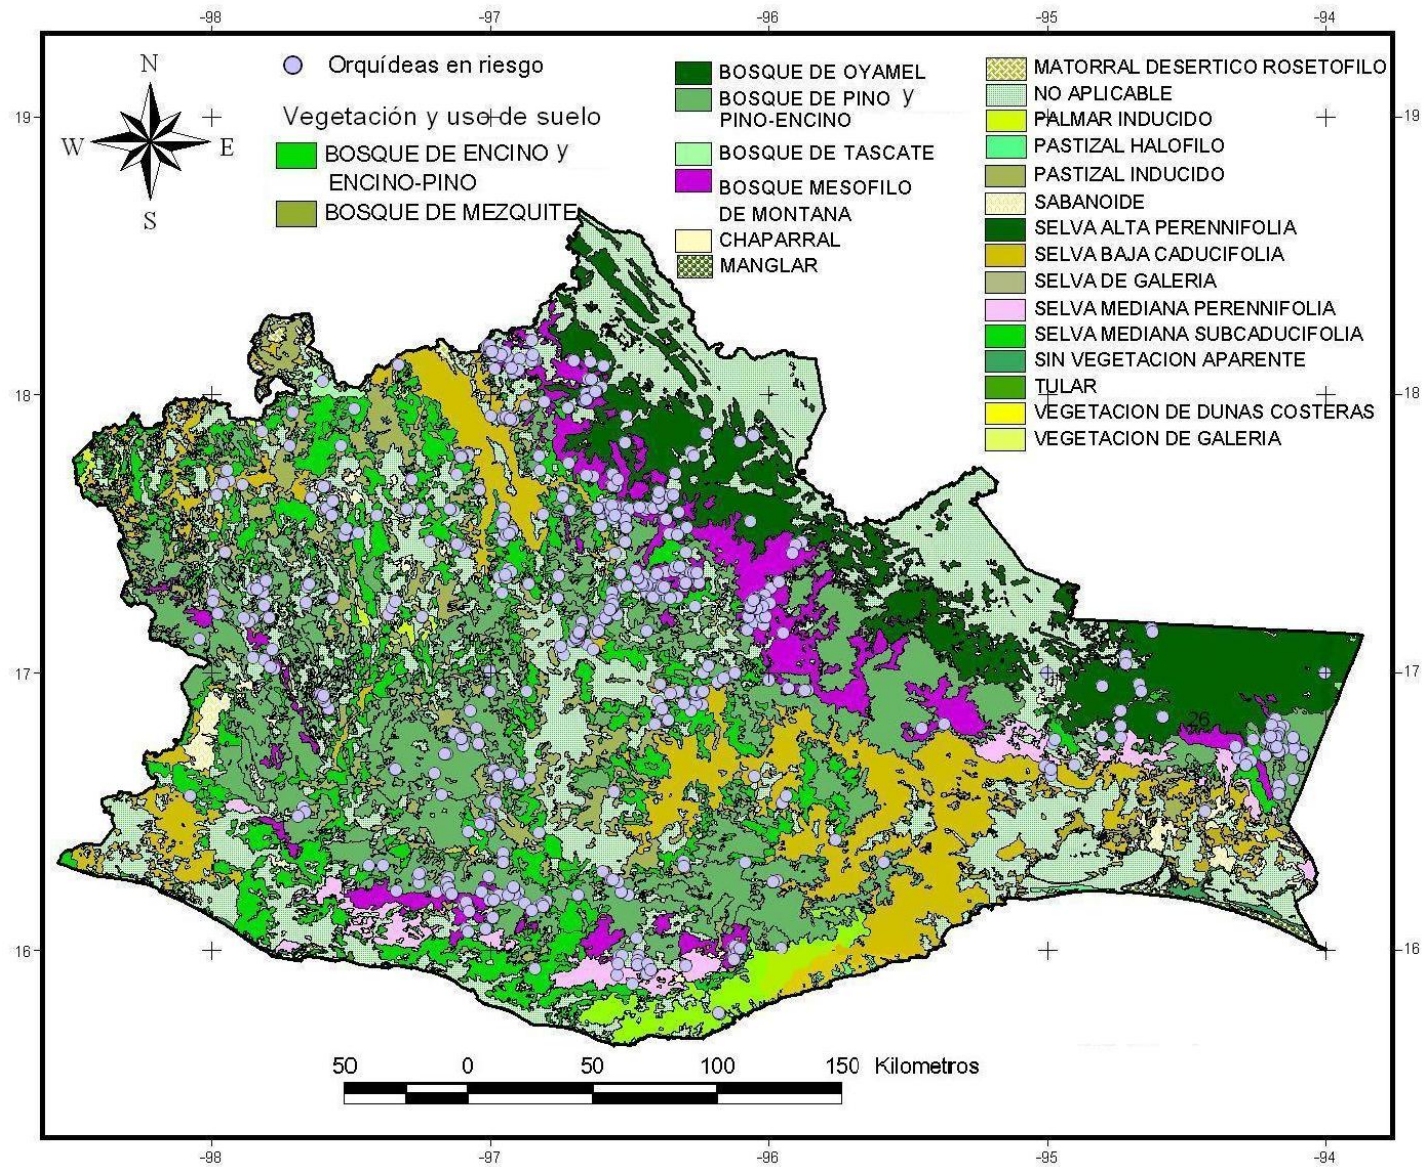 -98 -97 -96 -95 -94
N
W E
S
Orquídeas en riesgo
Vegetación y uso de suelo
BOSQUE DE ENCINO y
ENCINO-PINO
BOSQUE DE MEZQUITE
BOSQUE DE OYAMEL
BOSQUE DE PINO y
PINO-ENCINO
BOSQUE DE TASCATE
BOSQUE MESOFILO
DE MONTANA
CHAPARRAL
MANGLAR
MATORRAL DESERTICO ROSETOFILO
NO APLICABLE
PALMAR INDUCIDO
PASTIZAL HALOFILO
PASTIZAL INDUCIDO
SABANOIDE
SELVA ALTA PERENNIFOLIA
SELVA BAJA CADUCIFOLIA
SELVA DE GALERIA
SELVA MEDIANA PERENNIFOLIA
SELVA MEDIANA SUBCADUCIFOLIA
SIN VEGETACION APARENTE
TULAR
VEGETACION DE DUNAS COSTERAS
VEGETACION DE GALERIA
19 19
18 18
17 17
26
16 16
50 0 50 100 150 Kilometros
-98 -97 -96 -95 -94